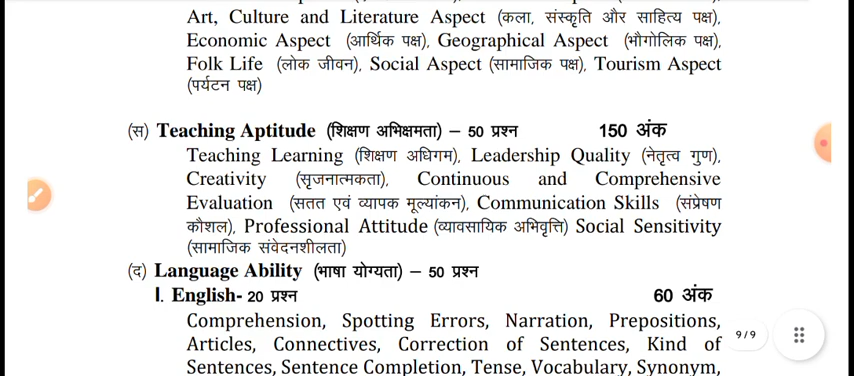 Art, Culture and Literature Aspect (कला, संस्कृति और साहित्य पक्ष),
Economic Aspect (आर्थिक पक्ष), Geographical Aspect (भौगोलिक पक्ष),
Folk Life (लोक जीवन), Social Aspect (सामाजिक पक्ष), Tourism Aspect
(पर्यटन पक्ष)
(स) Teaching Aptitude (शिक्षण अभिक्षमता) – 50 प्रश्न 150 अंक
Teaching Learning (शिक्षण अधिगम), Leadership Quality (नेतृत्व गुण),
Creativity (सृजनात्मकता), Continuous and Comprehensive
Evaluation (सतत एवं व्यापक मूल्यांकन), Communication Skills (संप्रेषण
कौशल), Professional Attitude (व्यावसायिक अभिवृत्ति) Social Sensitivity
(सामाजिक संवेदनशीलता)
(द) Language Ability (भाषा योग्यता) – 50 प्रश्न
I. English- 20 प्रश्न 60 अंक
Comprehension, Spotting Errors, Narration, Prepositions,
9/9
Articles, Connectives, Correction of Sentences, Kind of
Sentences, Sentence Completion, Tense, Vocabulary, Synonym,